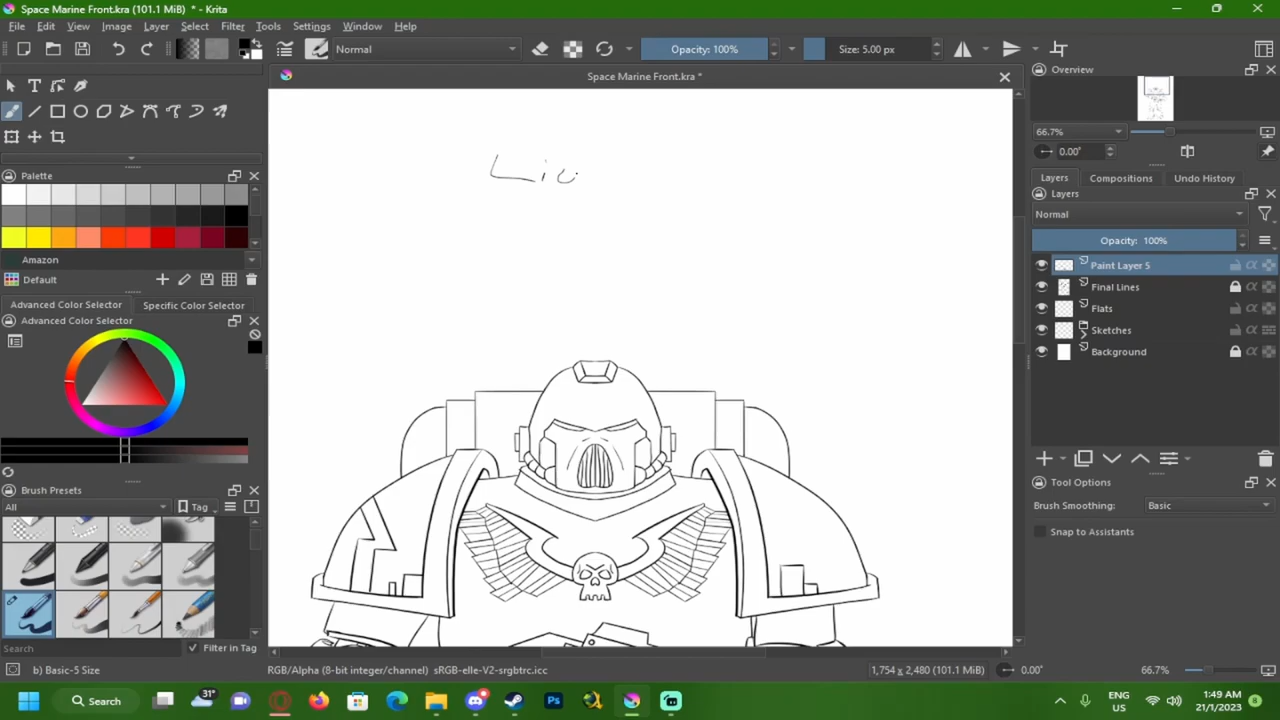 Space Marine Front.kra (101.1 MiB) * - Krita
File Edit View Image Layer Select Filter Tools Settings Window Help
Normal Opacity: 100% Size: 5.00 px
Space Marine Front.kra *
Overview
66.7%
0.00°
Layers Compositions Undo History
Layers
Normal
Opacity: 100%
Paint Layer 5
Final Lines
Flats
Sketches
Background
Tool Options
Brush Smoothing: Basic
Snap to Assistants
Palette
Amazon
Default
Advanced Color Selector Specific Color Selector
Advanced Color Selector
Brush Presets
All Tag
Search Filter in Tag
Lic
b) Basic-5 Size RGB/Alpha (8-bit integer/channel) sRGB-elle-V2-srgbtrc.icc 1,754 x 2,480 (101.1 MiB) 0.00° 66.7%
Search 31° Ps ENG US 1:49 AM 21/1/2023 8